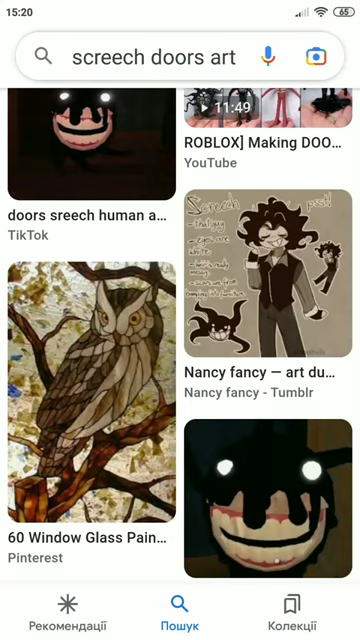 15:20
65
screech doors art
11:49
ROBLOX] Making DOO...
YouTube
doors sreech human a...
TikTok
Screech
psst!
Nancy fancy — art du...
Nancy fancy - Tumblr
60 Window Glass Pain...
Pinterest
Рекомендації
Пошук
Колекції